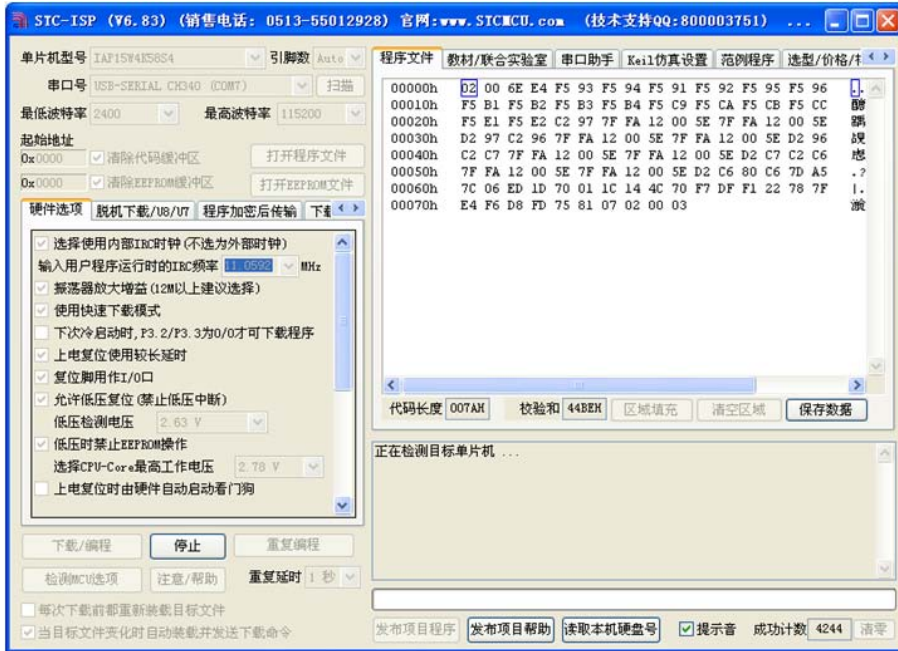 STC-ISP (V6.83) (销售电话: 0513-55012928) 官网:www.STCMCU.com (技术支持QQ:800003751) ...
单片机型号 IAP15W4K58S4 引脚数 Auto
串口号 USB-SERIAL CH340 (COM7) 扫描
最低波特率 2400 最高波特率 115200
起始地址
0x0000 清除代码缓冲区 打开程序文件
0x0000 清除EEPROM缓冲区 打开EEPROM文件
硬件选项 脱机下载/U8/U7 程序加密后传输
选择使用内部IRC时钟(不选为外部时钟)
输入用户程序运行时的IRC频率 11.0592 MHz
振荡器放大增益(12M以上建议选择)
使用快速下载模式
下次冷启动时,P3.2/P3.3为0/0才可下载程序
上电复位使用较长延时
复位脚用作I/O口
允许低压复位(禁止低压中断)
低压检测电压 2.63 V
低压时禁止EEPROM操作
选择CPU-Core最高工作电压 2.78 V
上电复位时由硬件自动启动看门狗
下载/编程 停止 重复编程
检测MCU选项 注意/帮助 重复延时 1 秒
每次下载前都重新装载目标文件
当目标文件变化时自动装载并发送下载命令
程序文件 教材/联合实验室 串口助手 Keil仿真设置 范例程序 选型/价格/
00000h 02 00 6E E4 F5 93 F5 94 F5 91 F5 92 F5 95 F5 96
00010h F5 B1 F5 B2 F5 B3 F5 B4 F5 C9 F5 CA F5 CB F5 CC
00020h F5 E1 F5 E2 C2 97 7F FA 12 00 5E 7F FA 12 00 5E
00030h D2 97 C2 96 7F FA 12 00 5E 7F FA 12 00 5E D2 96
00040h C2 C7 7F FA 12 00 5E 7F FA 12 00 5E D2 C7 C2 C6
00050h 7F FA 12 00 5E 7F FA 12 00 5E D2 C6 80 C6 7D A5 .?
00060h 7C 06 ED 1D 70 01 1C 14 4C 70 F7 DF F1 22 78 7F |.
00070h E4 F6 D8 FD 75 81 07 02 00 03
代码长度 007AH 校验和 44BEH 区域填充 清空区域 保存数据
正在检测目标单片机 ...
发布项目程序 发布项目帮助 读取本机硬盘号 提示音 成功计数 4244 清零